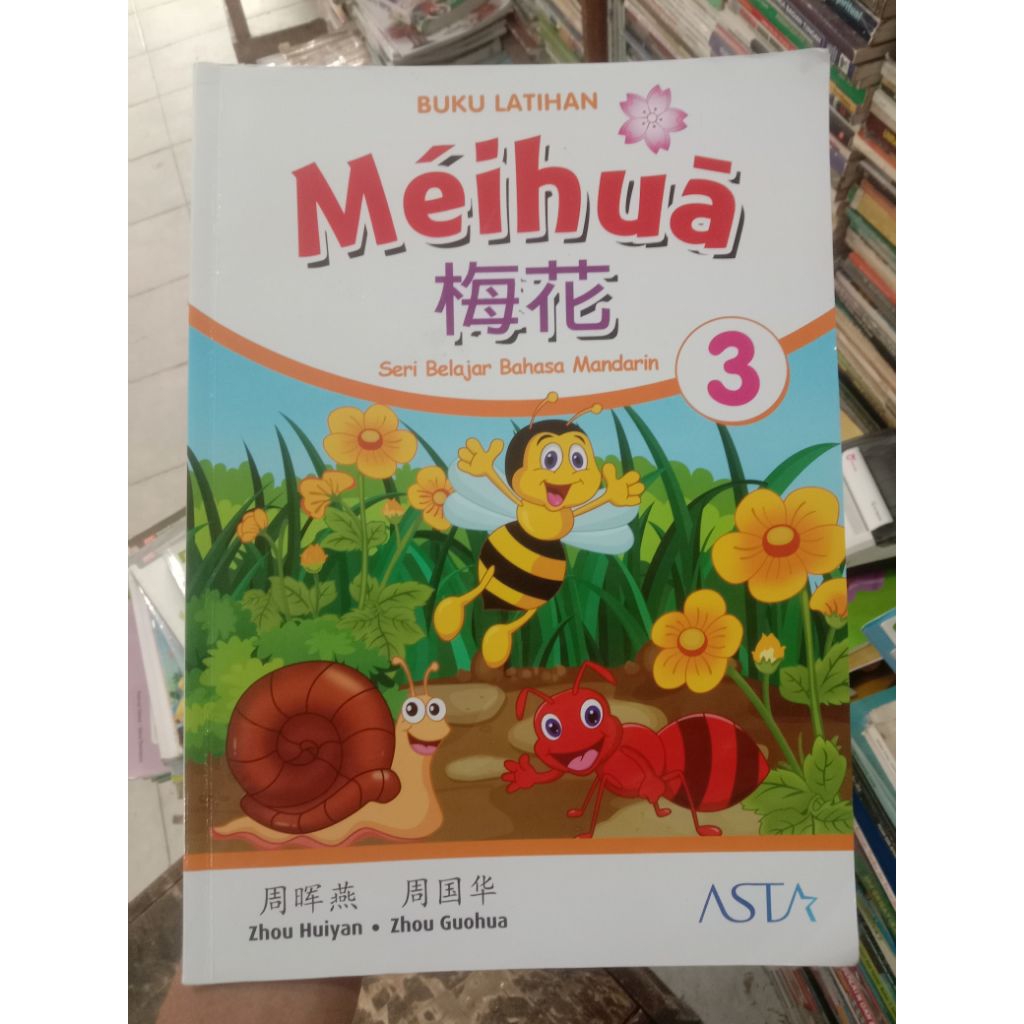 BUKU LATIHAN
Méihuā
梅花
Seri Belajar Bahasa Mandarin
3
周晖燕 周国华
Zhou Huiyan • Zhou Guohua
ASTA